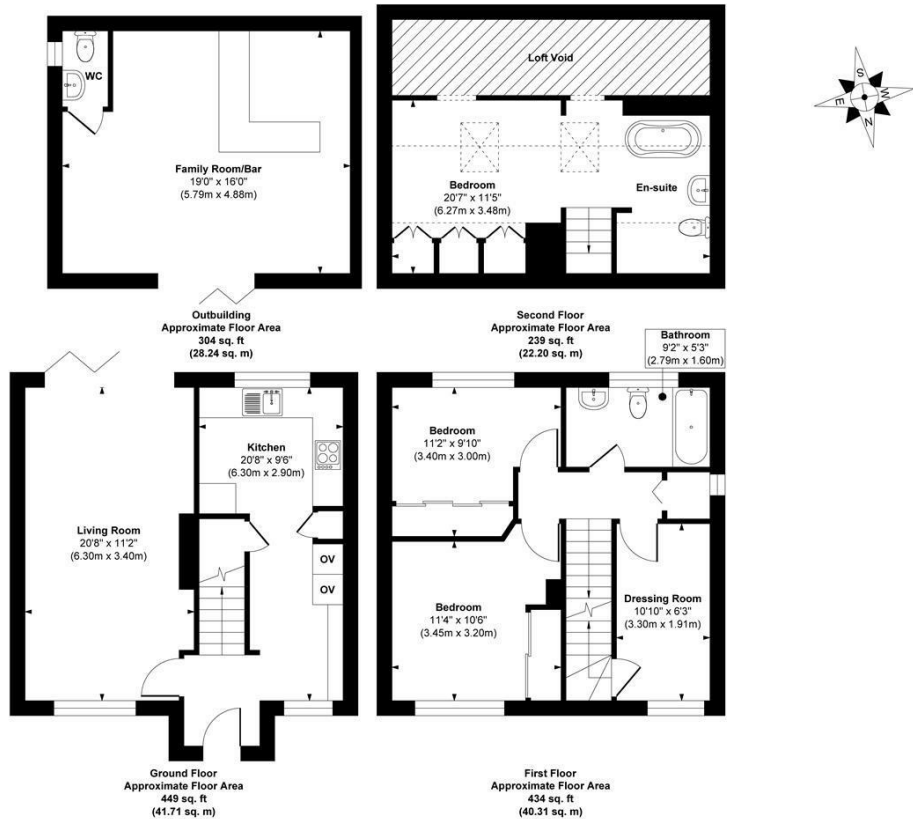 WC
Family Room/Bar
19'0" x 16'0"
(5.79m x 4.88m)
Outbuilding
Approximate Floor Area
304 sq. ft
(28.24 sq. m)
Loft Void
Bedroom
20'7" x 11'5"
(6.27m x 3.48m)
En-suite
Second Floor
Approximate Floor Area
239 sq. ft
(22.20 sq. m)
S
W
E
N
Living Room
20'8" x 11'2"
(6.30m x 3.40m)
Kitchen
20'8" x 9'6"
(6.30m x 2.90m)
OV
OV
Ground Floor
Approximate Floor Area
449 sq. ft
(41.71 sq. m)
Bathroom
9'2" x 5'3"
(2.79m x 1.60m)
Bedroom
11'2" x 9'10"
(3.40m x 3.00m)
Bedroom
11'4" x 10'6"
(3.45m x 3.20m)
Dressing Room
10'10" x 6'3"
(3.30m x 1.91m)
First Floor
Approximate Floor Area
434 sq. ft
(40.31 sq. m)